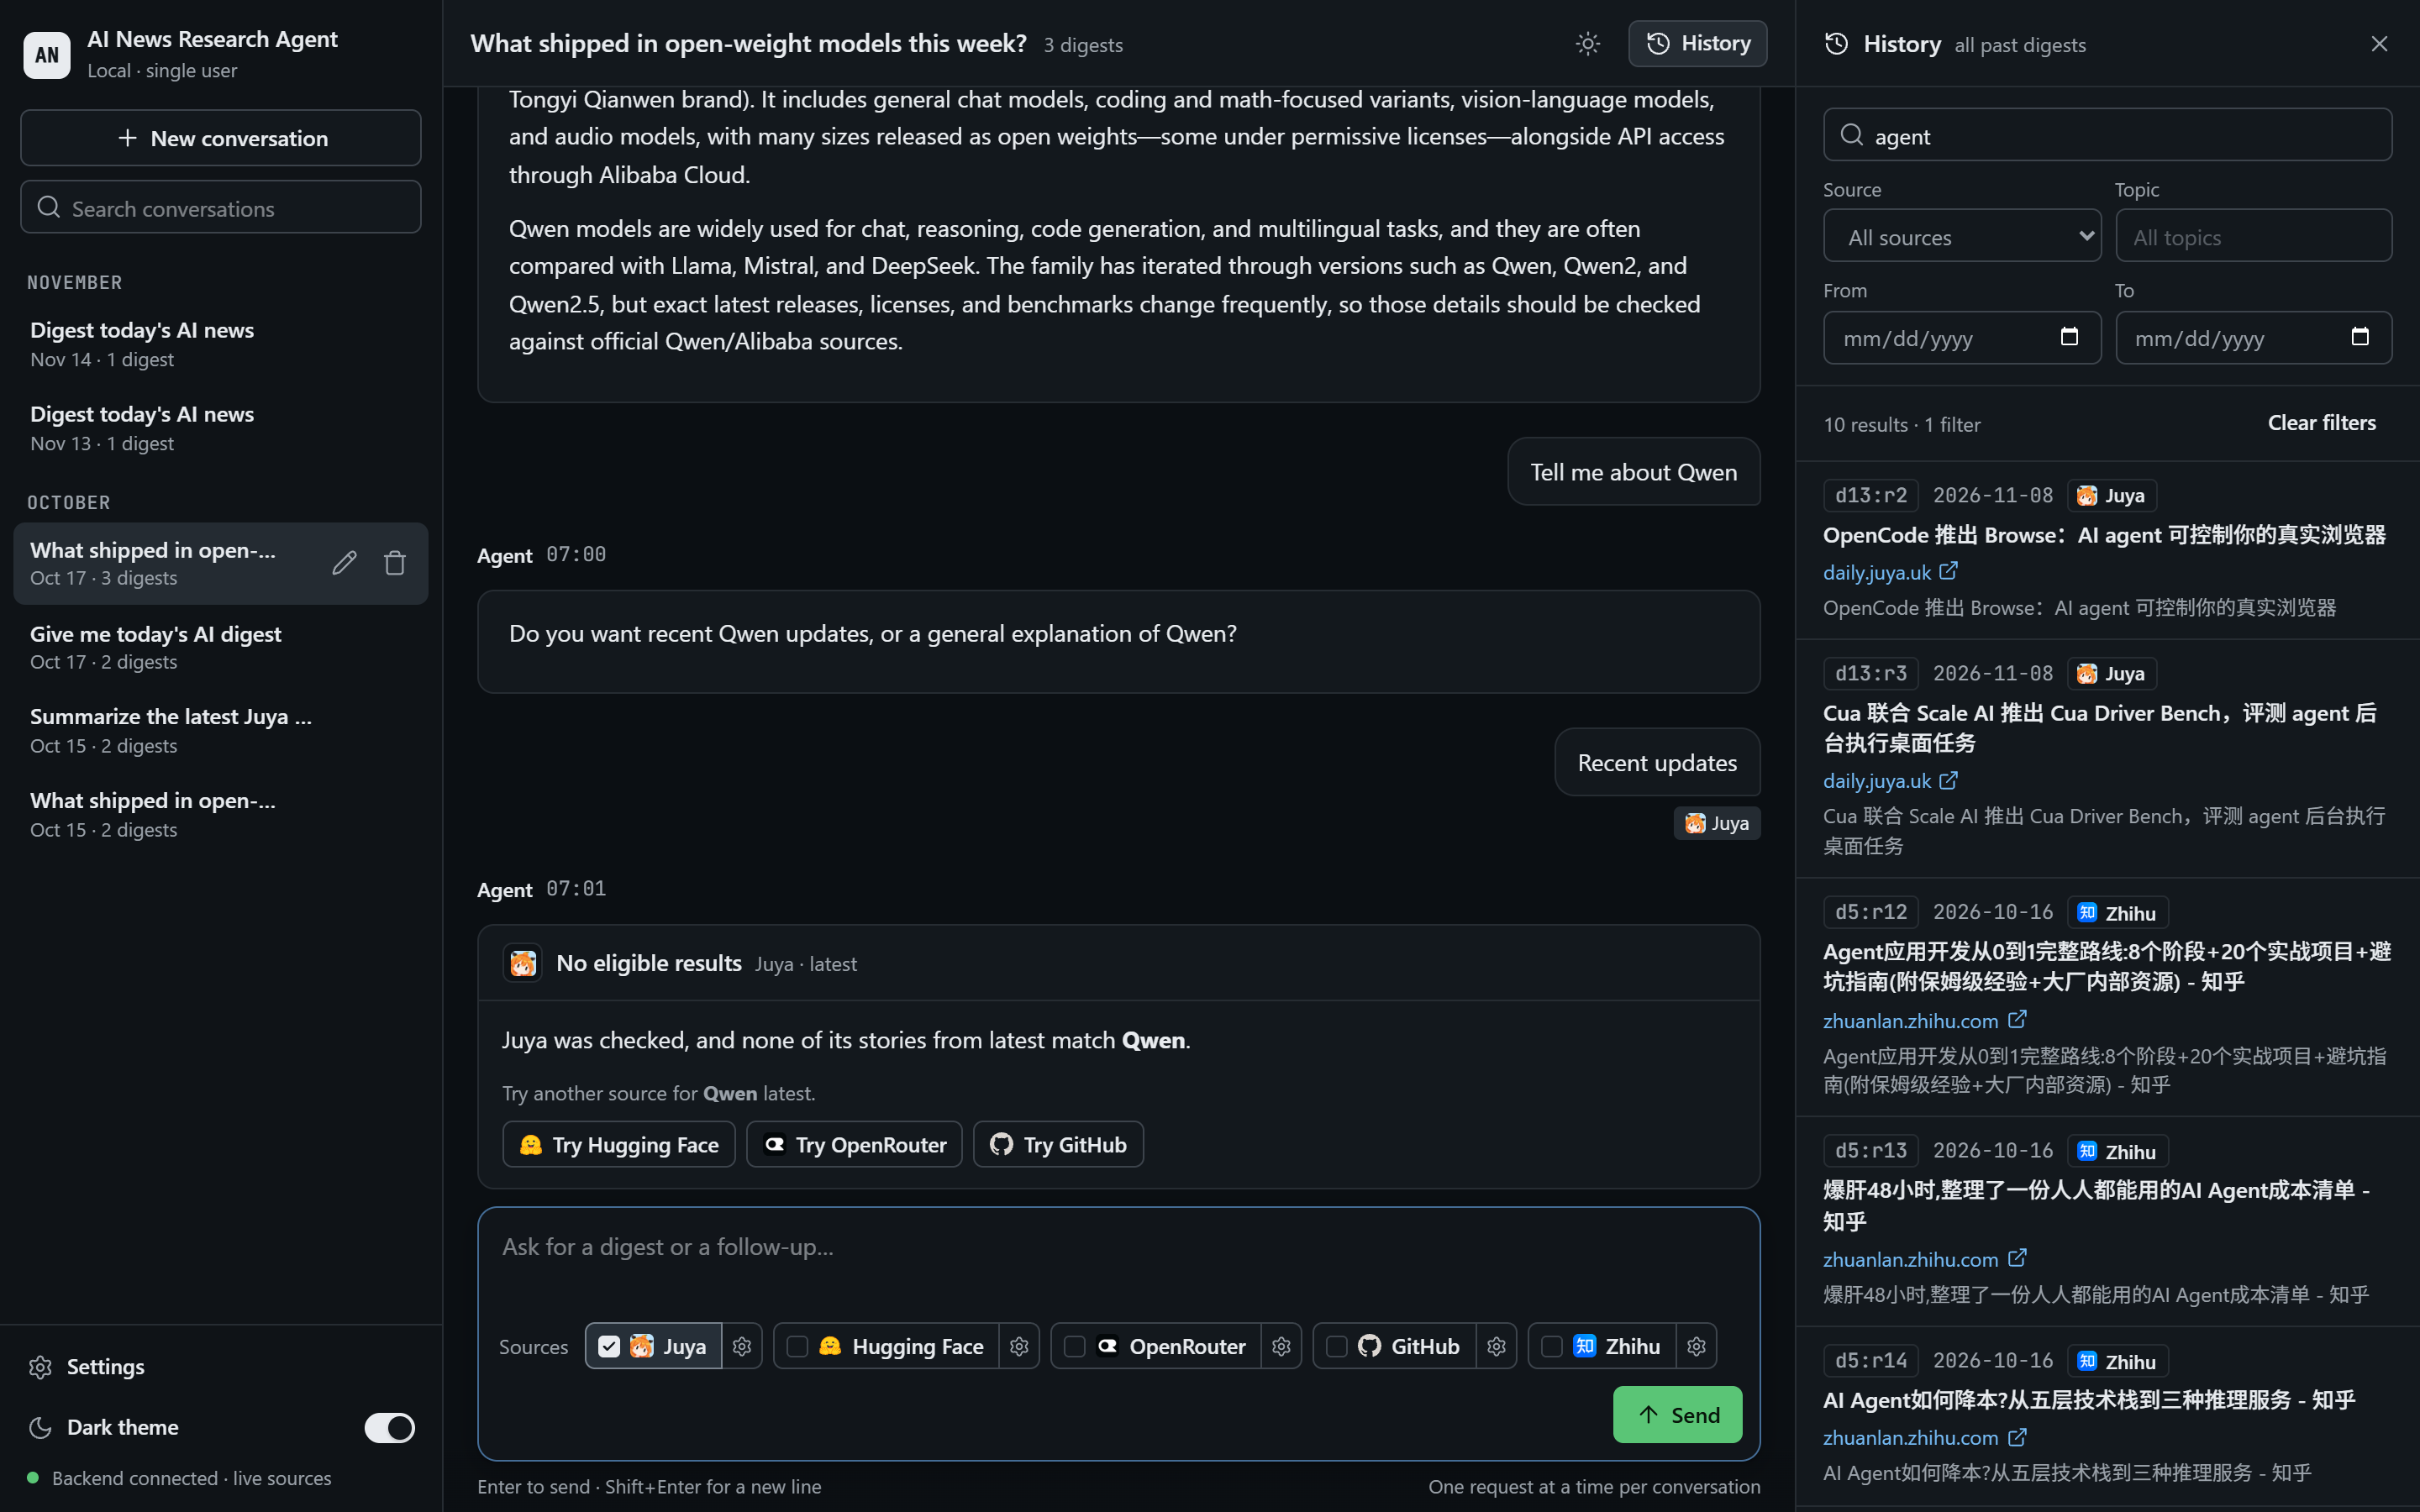 AN
AI News Research Agent
Local · single user
New conversation
Search conversations
NOVEMBER
Digest today's AI news
Nov 14 · 1 digest
Digest today's AI news
Nov 13 · 1 digest
OCTOBER
What shipped in open-...
Oct 17 · 3 digests
Give me today's AI digest
Oct 17 · 2 digests
Summarize the latest Juya ...
Oct 15 · 2 digests
What shipped in open-...
Oct 15 · 2 digests
Settings
Dark theme
Backend connected · live sources
What shipped in open-weight models this week? 3 digests
History
Tongyi Qianwen brand). It includes general chat models, coding and math-focused variants, vision-language models,
and audio models, with many sizes released as open weights—some under permissive licenses—alongside API access
through Alibaba Cloud.
Qwen models are widely used for chat, reasoning, code generation, and multilingual tasks, and they are often
compared with Llama, Mistral, and DeepSeek. The family has iterated through versions such as Qwen, Qwen2, and
Qwen2.5, but exact latest releases, licenses, and benchmarks change frequently, so those details should be checked
against official Qwen/Alibaba sources.
Tell me about Qwen
Agent 07:00
Do you want recent Qwen updates, or a general explanation of Qwen?
Recent updates
Juya
Agent 07:01
No eligible results Juya · latest
Juya was checked, and none of its stories from latest match Qwen.
Try another source for Qwen latest.
Try Hugging Face Try OpenRouter Try GitHub
Ask for a digest or a follow-up...
Sources Juya Hugging Face OpenRouter GitHub 知 Zhihu
Send
Enter to send · Shift+Enter for a new line
One request at a time per conversation
History all past digests
agent
Source Topic
All sources All topics
From To
mm/dd/yyyy mm/dd/yyyy
10 results · 1 filter Clear filters
d13:r2 2026-11-08 Juya
OpenCode 推出 Browse：AI agent 可控制你的真实浏览器
daily.juya.uk
OpenCode 推出 Browse：AI agent 可控制你的真实浏览器
d13:r3 2026-11-08 Juya
Cua 联合 Scale AI 推出 Cua Driver Bench，评测 agent 后
台执行桌面任务
daily.juya.uk
Cua 联合 Scale AI 推出 Cua Driver Bench，评测 agent 后台执行
桌面任务
d5:r12 2026-10-16 知 Zhihu
Agent应用开发从0到1完整路线:8个阶段+20个实战项目+避
坑指南(附保姆级经验+大厂内部资源) - 知乎
zhuanlan.zhihu.com
Agent应用开发从0到1完整路线:8个阶段+20个实战项目+避坑指
南(附保姆级经验+大厂内部资源) - 知乎
d5:r13 2026-10-16 知 Zhihu
爆肝48小时,整理了一份人人都能用的AI Agent成本清单 -
知乎
zhuanlan.zhihu.com
爆肝48小时,整理了一份人人都能用的AI Agent成本清单 - 知乎
d5:r14 2026-10-16 知 Zhihu
AI Agent如何降本?从五层技术栈到三种推理服务 - 知乎
zhuanlan.zhihu.com
AI Agent如何降本?从五层技术栈到三种推理服务 - 知乎